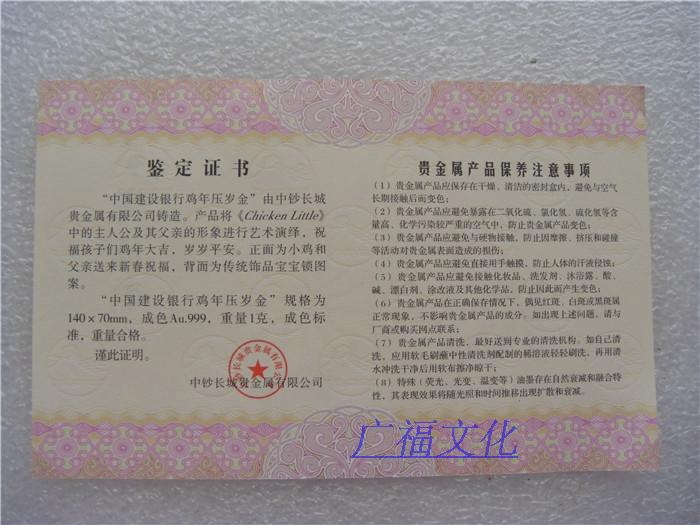 鉴定证书
“中国建设银行鸡年压岁金”由中钞长城
贵金属有限公司铸造。产品将《Chicken Little》
中的主人公及其父亲的形象进行艺术演绎，祝
福孩子们鸡年大吉，岁岁平安。正面为小鸡和
父亲送来新春祝福，背面为传统饰品宝宝锁图
案。
“中国建设银行鸡年压岁金”规格为
140×70mm，成色Au.999，重量1克，成色标
准，重量合格。
谨此证明。
中钞长城贵金属有限公司
中钞长城贵金属有限公司
贵金属产品保养注意事项
（1）贵金属产品应保存在干燥、清洁的密封盒内，避免与空气
长期接触后而变色；
（2）贵金属产品应避免暴露在二氧化硫、氯化氢、硫化氢等含
量高、化学污染较严重的空气中，防止贵金属产品变色；
（3）贵金属产品应避免与硬物接触，防止因摩擦、挤压和碰撞
等活动对贵金属表面造成的损伤；
（4）贵金属产品应避免直接用手触摸，防止人体的汗液侵蚀；
（5）贵金属产品应避免接触化妆品、洗发剂、沐浴露、酸、
碱、漂白剂、涂改液及其他化学品，防止因此而产生变色；
（6）贵金属产品在正确保存情况下，偶见红斑、白斑或黑斑属
正常现象，不影响贵金属产品的成分。如出现上述问题，请与
厂商或购买网点联系；
（7）贵金属产品清洗，最好送到专业的清洗机构。如自己清
洗，应用软毛刷蘸中性清洗剂配制的稀溶液轻轻刷洗，再用清
水冲洗干净后用软布擦净晾干；
（8）特殊（荧光、光变、温变等）油墨存在自然衰减和融合特
性，其表现效果将随光照和时间推移出现扩散和衰减。
广福文化